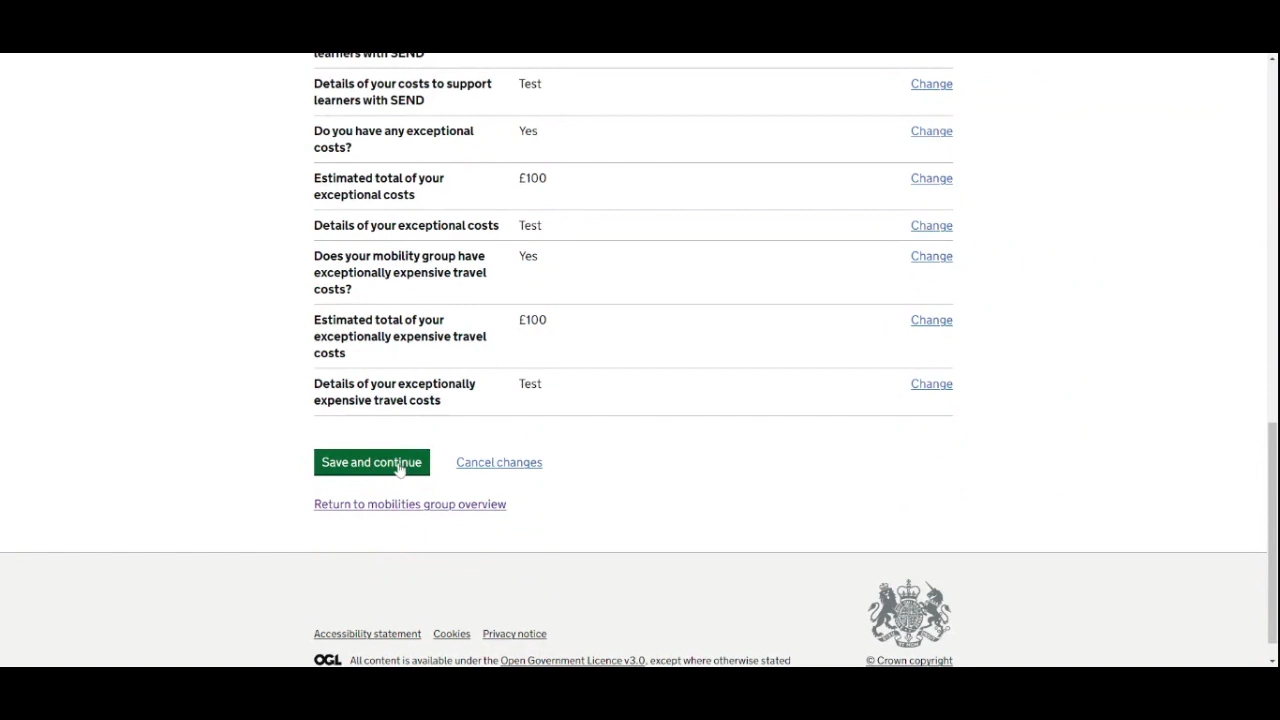 learners with SEND
Details of your costs to support Test Change
learners with SEND
Do you have any exceptional Yes Change
costs?
Estimated total of your £100 Change
exceptional costs
Details of your exceptional costs Test Change
Does your mobility group have Yes Change
exceptionally expensive travel
costs?
Estimated total of your £100 Change
exceptionally expensive travel
costs
Details of your exceptionally Test Change
expensive travel costs
Save and continue Cancel changes
Return to mobilities group overview
Accessibility statement Cookies Privacy notice
OGL All content is available under the Open Government Licence v3.0, except where otherwise stated © Crown copyright